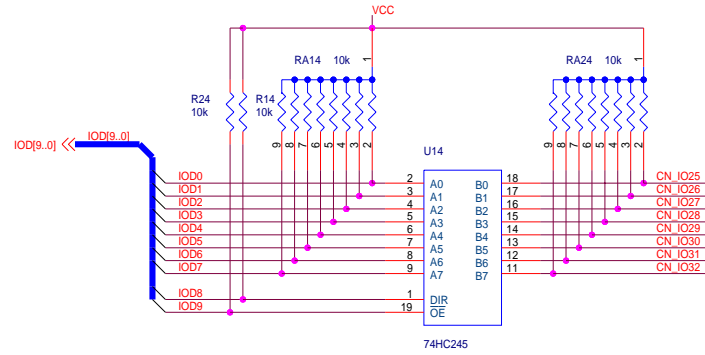 VCC
RA14 10k
1
RA24 10k
1
R24
10k
R14
10k
9
8
7
6
5
4
3
2
9
8
7
6
5
4
3
2
IOD[9..0]
IOD[9..0]
U14
IOD0 2 A0 B0 18 CN_IO25
IOD1 3 A1 B1 17 CN_IO26
IOD2 4 A2 B2 16 CN_IO27
IOD3 5 A3 B3 15 CN_IO28
IOD4 6 A4 B4 14 CN_IO29
IOD5 7 A5 B5 13 CN_IO30
IOD6 8 A6 B6 12 CN_IO31
IOD7 9 A7 B7 11 CN_IO32
IOD8 1 DIR
IOD9 19 OE
74HC245